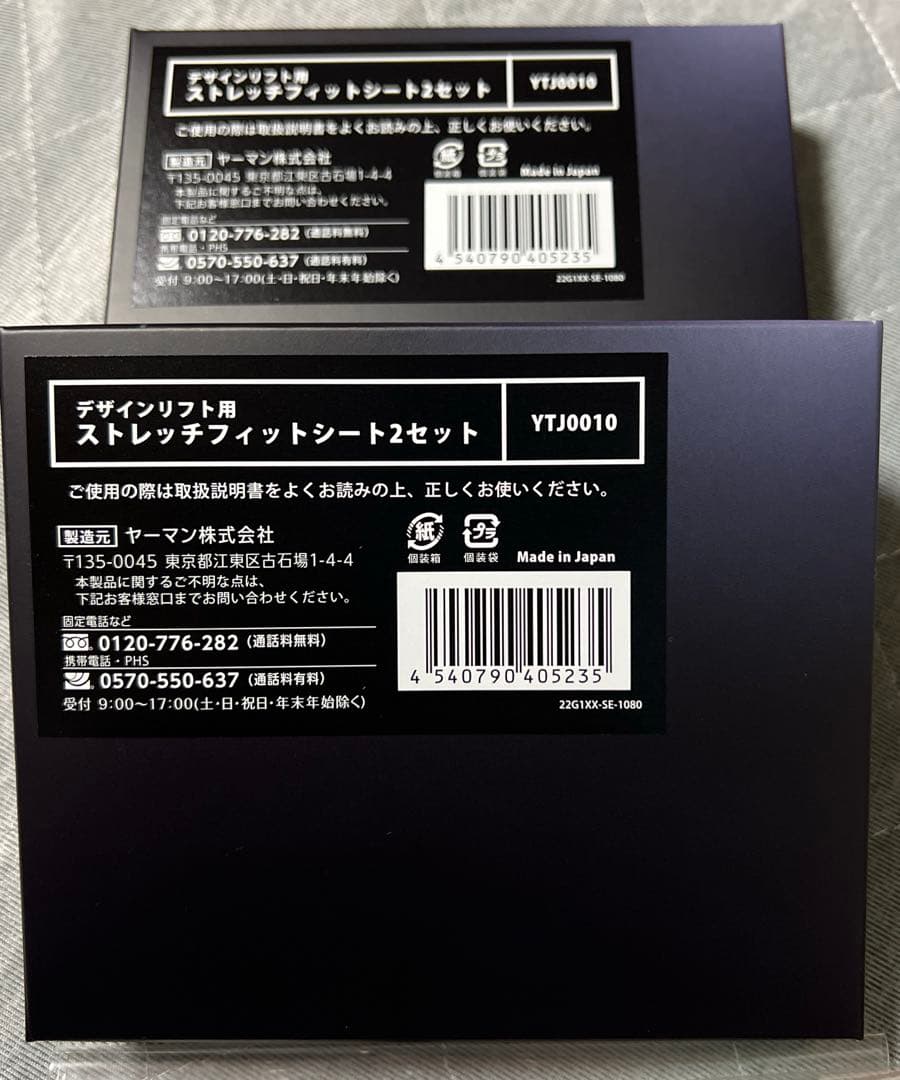 デザインリフト用
ストレッチフィットシート2セット
YTJ0010
ご使用の際は取扱説明書をよくお読みの上、正しくお使いください。
製造元 ヤーマン株式会社
〒135-0045 東京都江東区古石場1-4-4
本製品に関するご不明な点は、
下記お客様窓口までお問い合わせください。
固定電話など
0120-776-282（通話料無料）
携帯電話・PHS
0570-550-637（通話料有料）
受付 9:00〜17:00(土・日・祝日・年末年始除く)
紙 プラ
個装箱 個装袋
Made in Japan
4 540790 405235
22G1XX-SE-1080
デザインリフト用
ストレッチフィットシート2セット
YTJ0010
ご使用の際は取扱説明書をよくお読みの上、正しくお使いください。
製造元 ヤーマン株式会社
〒135-0045 東京都江東区古石場1-4-4
本製品に関するご不明な点は、
下記お客様窓口までお問い合わせください。
固定電話など
0120-776-282（通話料無料）
携帯電話・PHS
0570-550-637（通話料有料）
受付 9:00〜17:00(土・日・祝日・年末年始除く)
紙 プラ
個装箱 個装袋
Made in Japan
4 540790 405235
22G1XX-SE-1080